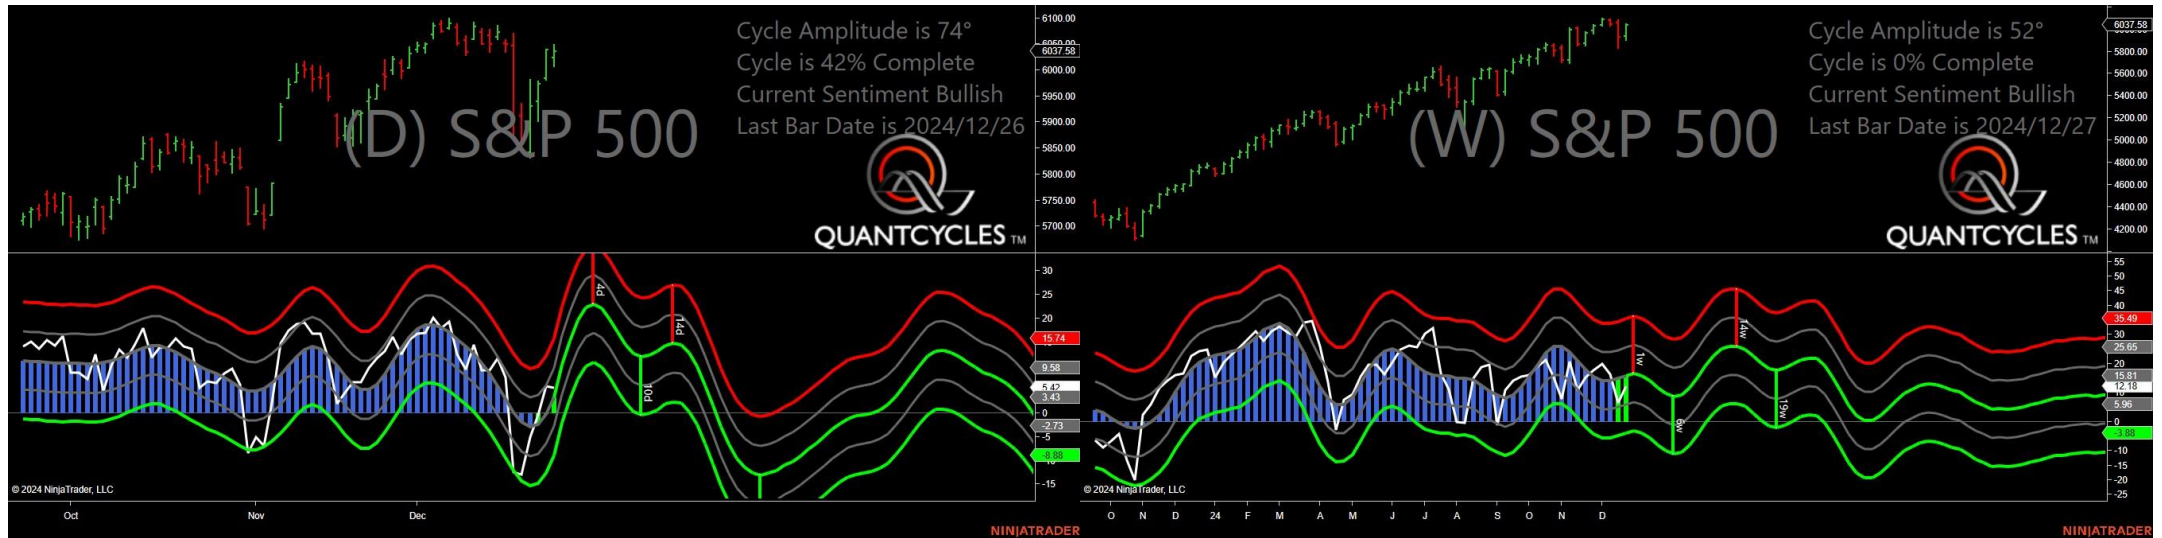 Cycle Amplitude is 74°
Cycle is 42% Complete
Current Sentiment Bullish
Last Bar Date is 2024/12/26
(D) S&P 500
QUANTCYCLES TM
6100.00
6037.58
6000.00
5950.00
5900.00
5850.00
5800.00
5750.00
5700.00
4d
14d
10d
30
25
20
15.74
9.58
5.42
3.43
0
-2.73
-5
-8.88
-15
© 2024 NinjaTrader, LLC
Oct Nov Dec
NINJATRADER
Cycle Amplitude is 52°
Cycle is 0% Complete
Current Sentiment Bullish
Last Bar Date is 2024/12/27
(W) S&P 500
QUANTCYCLES TM
6037.58
5800.00
5600.00
5400.00
5200.00
5000.00
4800.00
4600.00
4400.00
4200.00
1w
14w
6w
19w
55
50
45
40
35.49
30
25.65
20
15.81
12.18
5.96
0
-3.88
-10
-15
-20
-25
© 2024 NinjaTrader, LLC
O N D 24 F M A M J J A S O N D
NINJATRADER